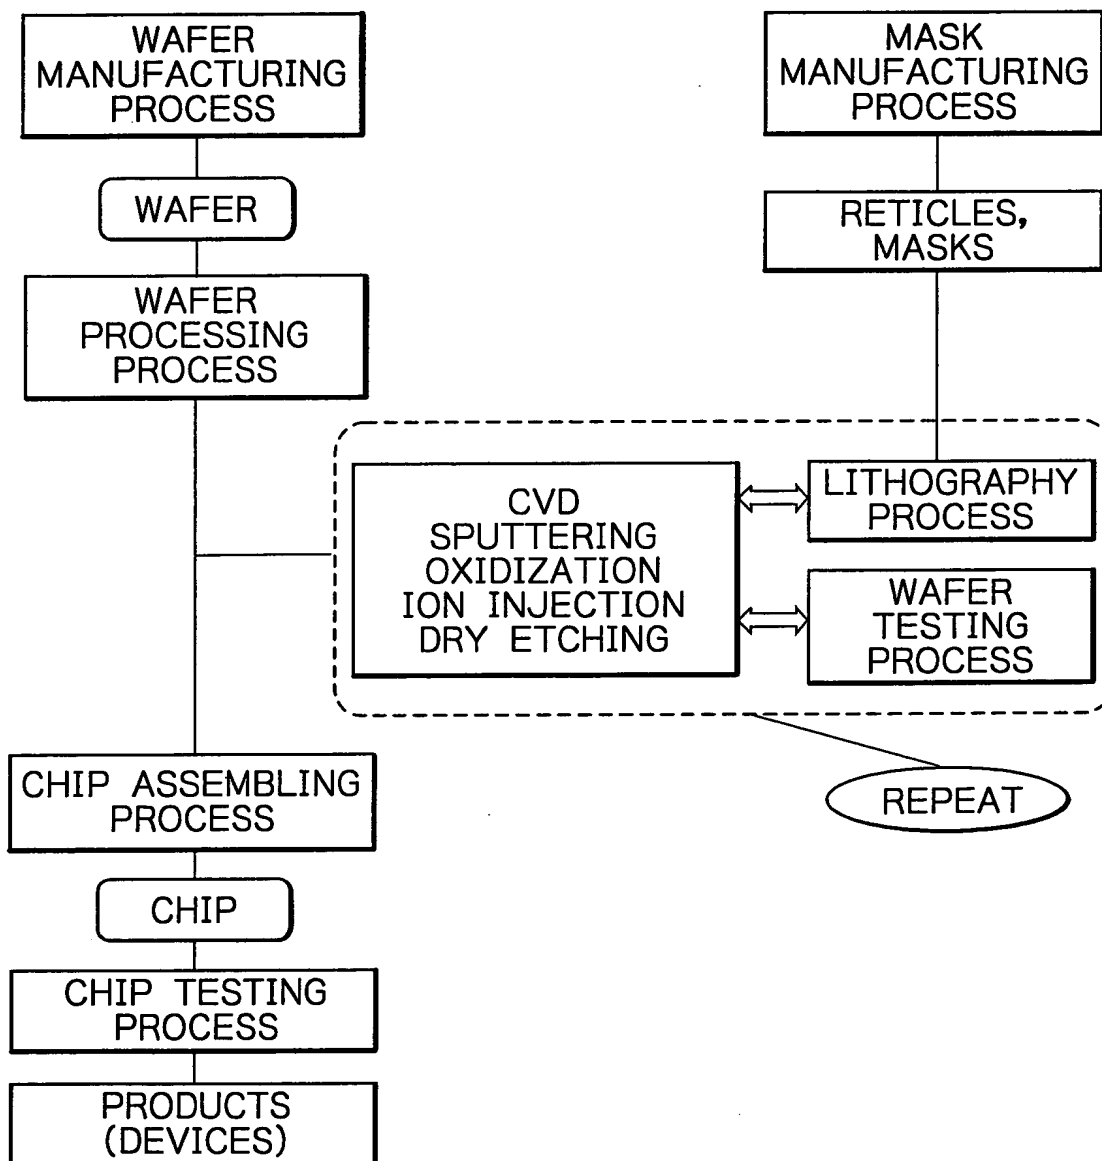 WAFER
MANUFACTURING
PROCESS
WAFER
WAFER
PROCESSING
PROCESS
MASK
MANUFACTURING
PROCESS
RETICLES,
MASKS
CVD
SPUTTERING
OXIDIZATION
ION INJECTION
DRY ETCHING
LITHOGRAPHY
PROCESS
WAFER
TESTING
PROCESS
REPEAT
CHIP ASSEMBLING
PROCESS
CHIP
CHIP TESTING
PROCESS
PRODUCTS
(DEVICES)